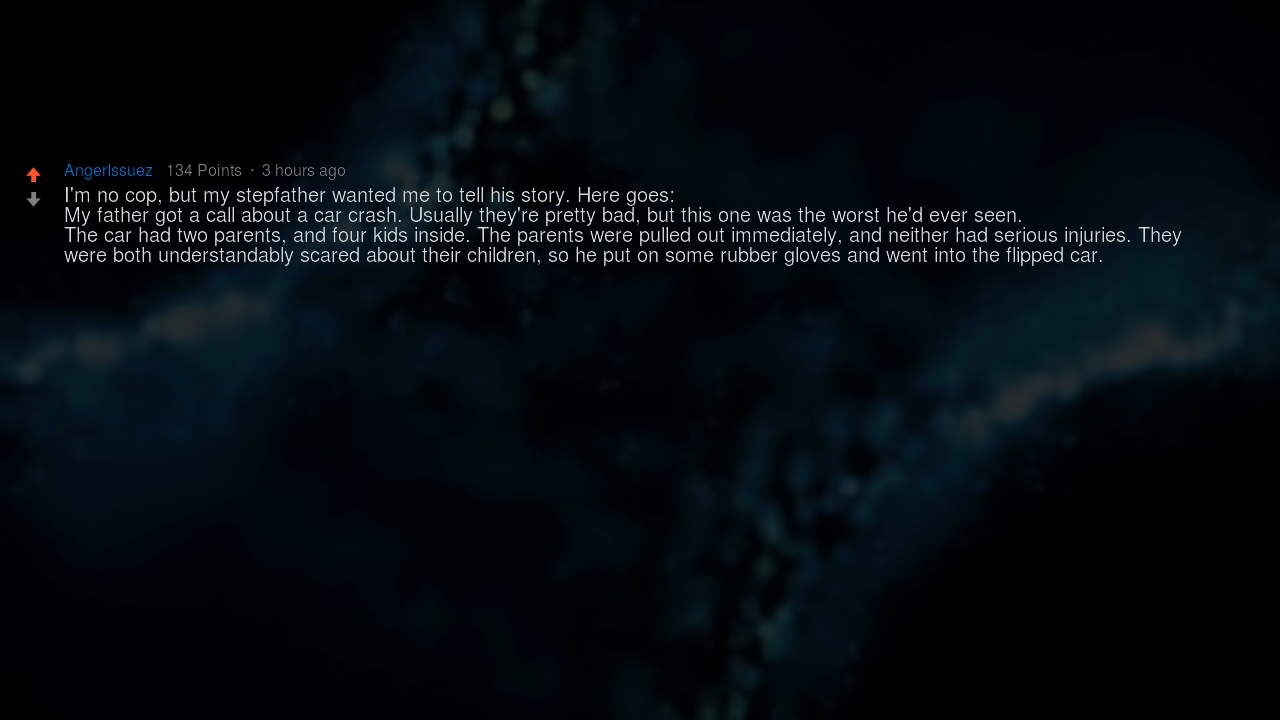 AngerIssuez 134 Points · 3 hours ago
I'm no cop, but my stepfather wanted me to tell his story. Here goes:
My father got a call about a car crash. Usually they're pretty bad, but this one was the worst he'd ever seen.
The car had two parents, and four kids inside. The parents were pulled out immediately, and neither had serious injuries. They
were both understandably scared about their children, so he put on some rubber gloves and went into the flipped car.